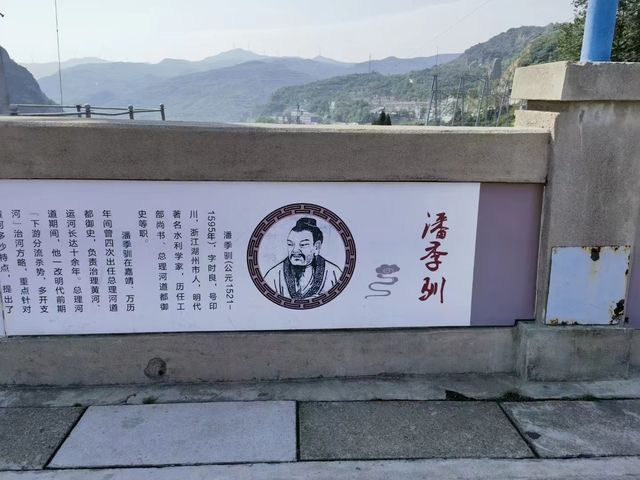 潘季驯
潘季驯(公元1521-
1595年),字时良,号印
川,浙江湖州市人,明代
著名水利学家,历任工
部尚书、总理河道都御
史等职。
潘季驯在嘉靖、万历
年间曾四次出任总理河道
都御史,负责治理黄河、
运河长达十余年。总理河
道期间,他一改明代前期
“下游分流杀势,多开支
河”治河方略,重点针对
黄河多沙特点,提出了